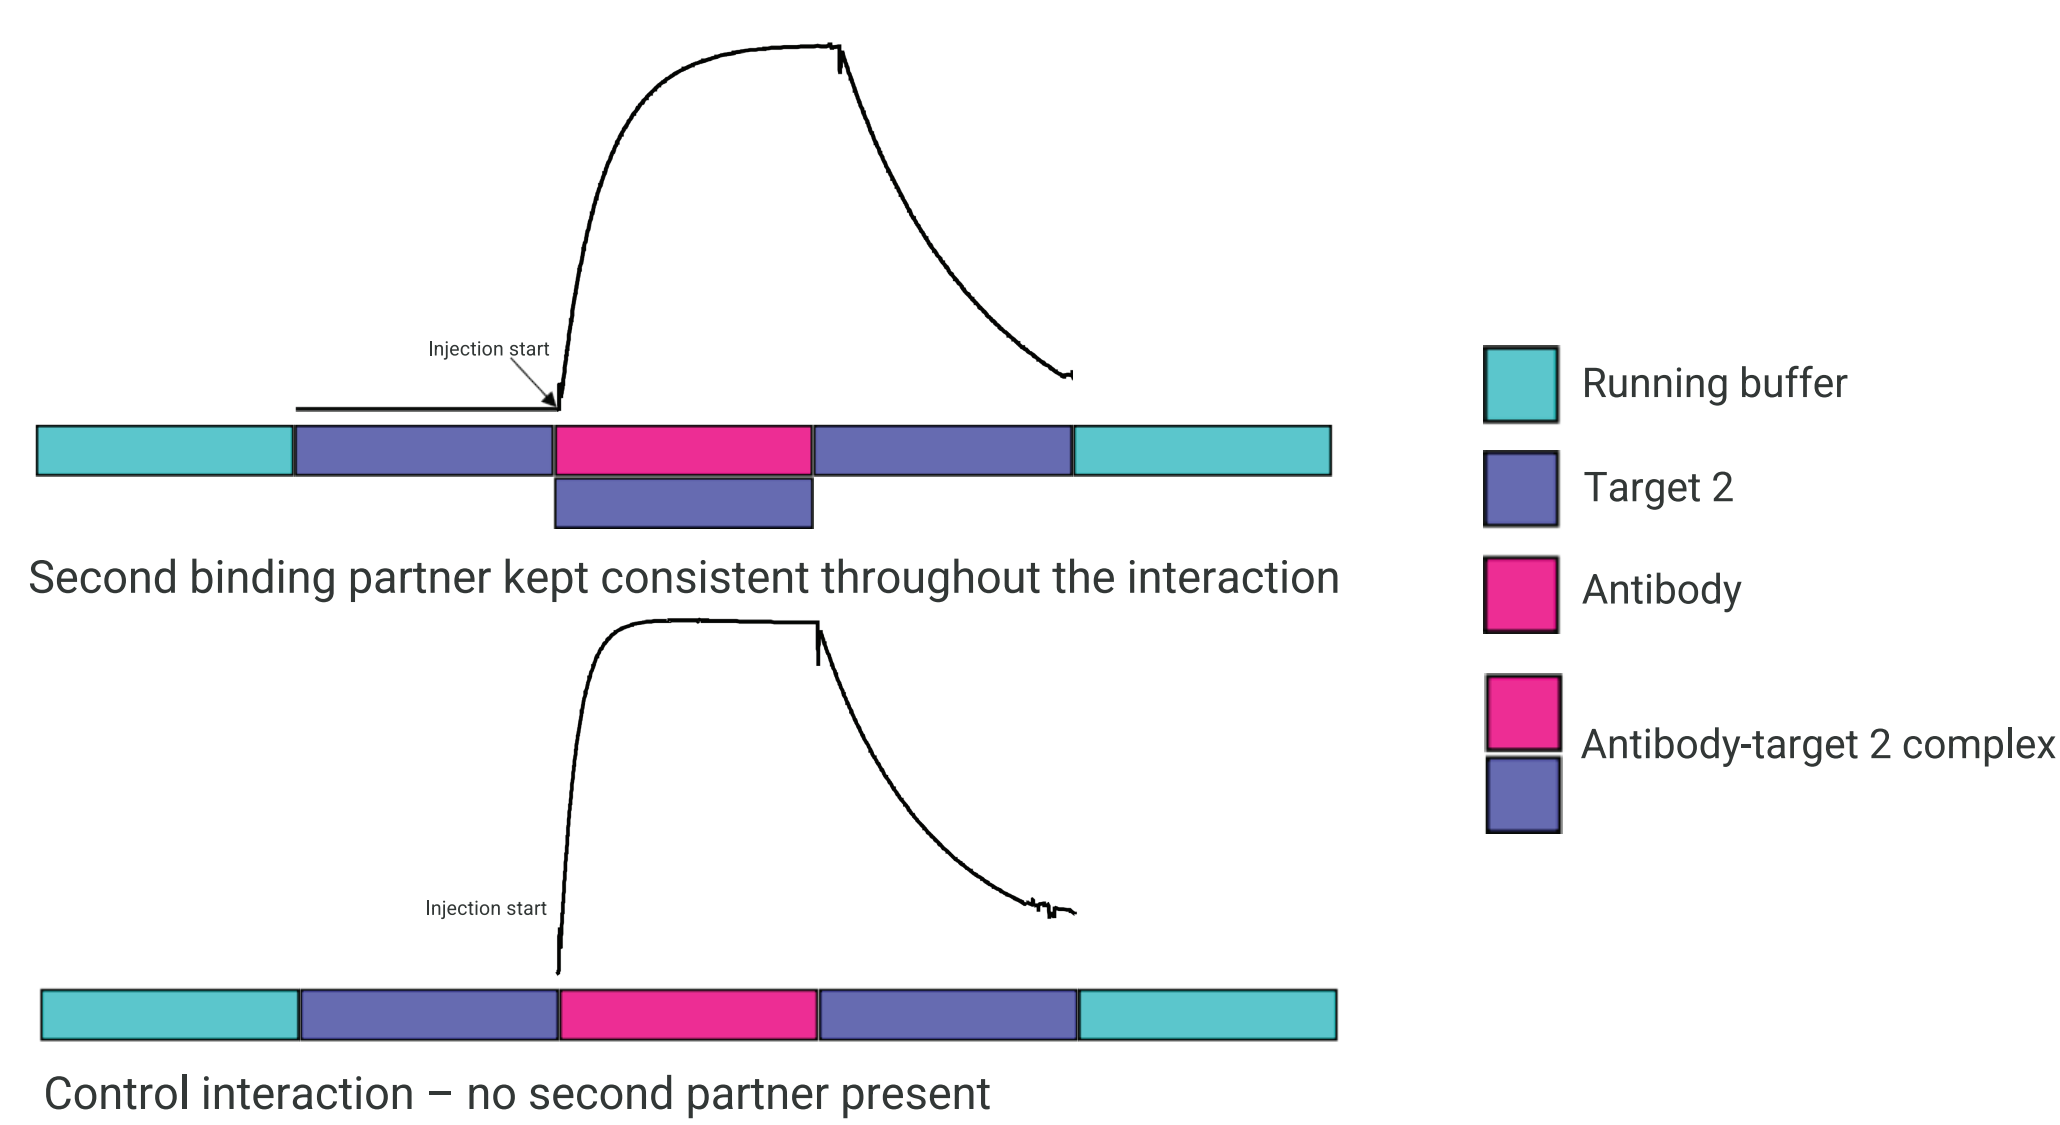 Injection start
Second binding partner kept consistent throughout the interaction
Injection start
Control interaction – no second partner present
Running buffer
Target 2
Antibody
Antibody-target 2 complex